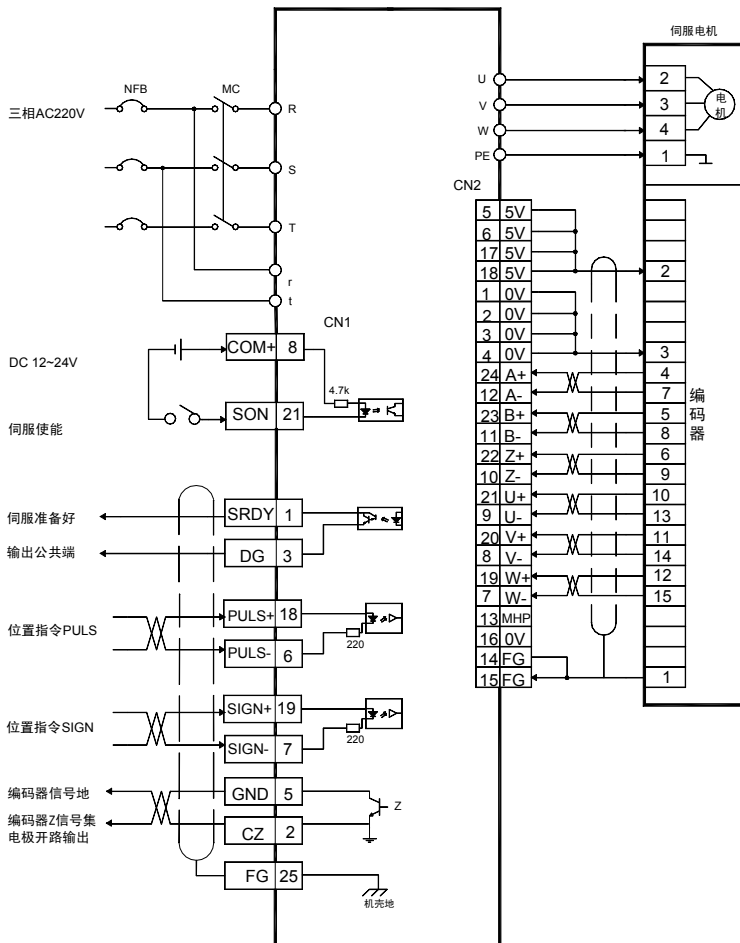 伺服电机
NFB
MC
三相AC220V
R
S
T
r
t
U
V
W
PE
2
3
4
1
电机
CN2
CN1
DC 12~24V
COM+ 8
4.7k
伺服使能
SON 21
伺服准备好
SRDY 1
输出公共端
DG 3
位置指令PULS
PULS+ 18
PULS- 6
220
位置指令SIGN
SIGN+ 19
SIGN- 7
220
编码器信号地
GND 5
编码器Z信号集
电极开路输出
CZ 2
Z
FG 25
机壳地
5 5V
6 5V
17 5V
18 5V 2
1 0V
2 0V
3 0V
4 0V 3
24 A+ 4
12 A- 7
23 B+ 5
11 B- 8
22 Z+ 6
10 Z- 9
21 U+ 10
9 U- 13
20 V+ 11
8 V- 14
19 W+ 12
7 W- 15
13 MHP
16 0V
14 FG
15 FG 1
编码器